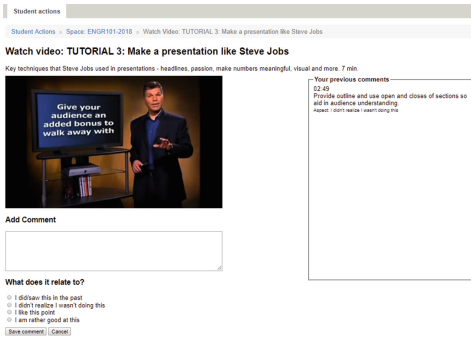 Student actions
Student Actions » Space: ENGR101-2018 » Watch Video: TUTORIAL 3: Make a presentation like Steve Jobs
Watch video: TUTORIAL 3: Make a presentation like Steve Jobs
Key techniques that Steve Jobs used in presentations - headlines, passion, make numbers meaningful, visual and more. 7 min.
Give your
audience an
added bonus to
walk away with
Your previous comments
02:49
Provide outline and use open and closes of sections so
aid in audience understanding.
Aspect: I didn't realize I wasn't doing this
Add Comment
What does it relate to?
I did/saw this in the past
I didn't realize I wasn't doing this
I like this point
I am rather good at this
Save comment Cancel